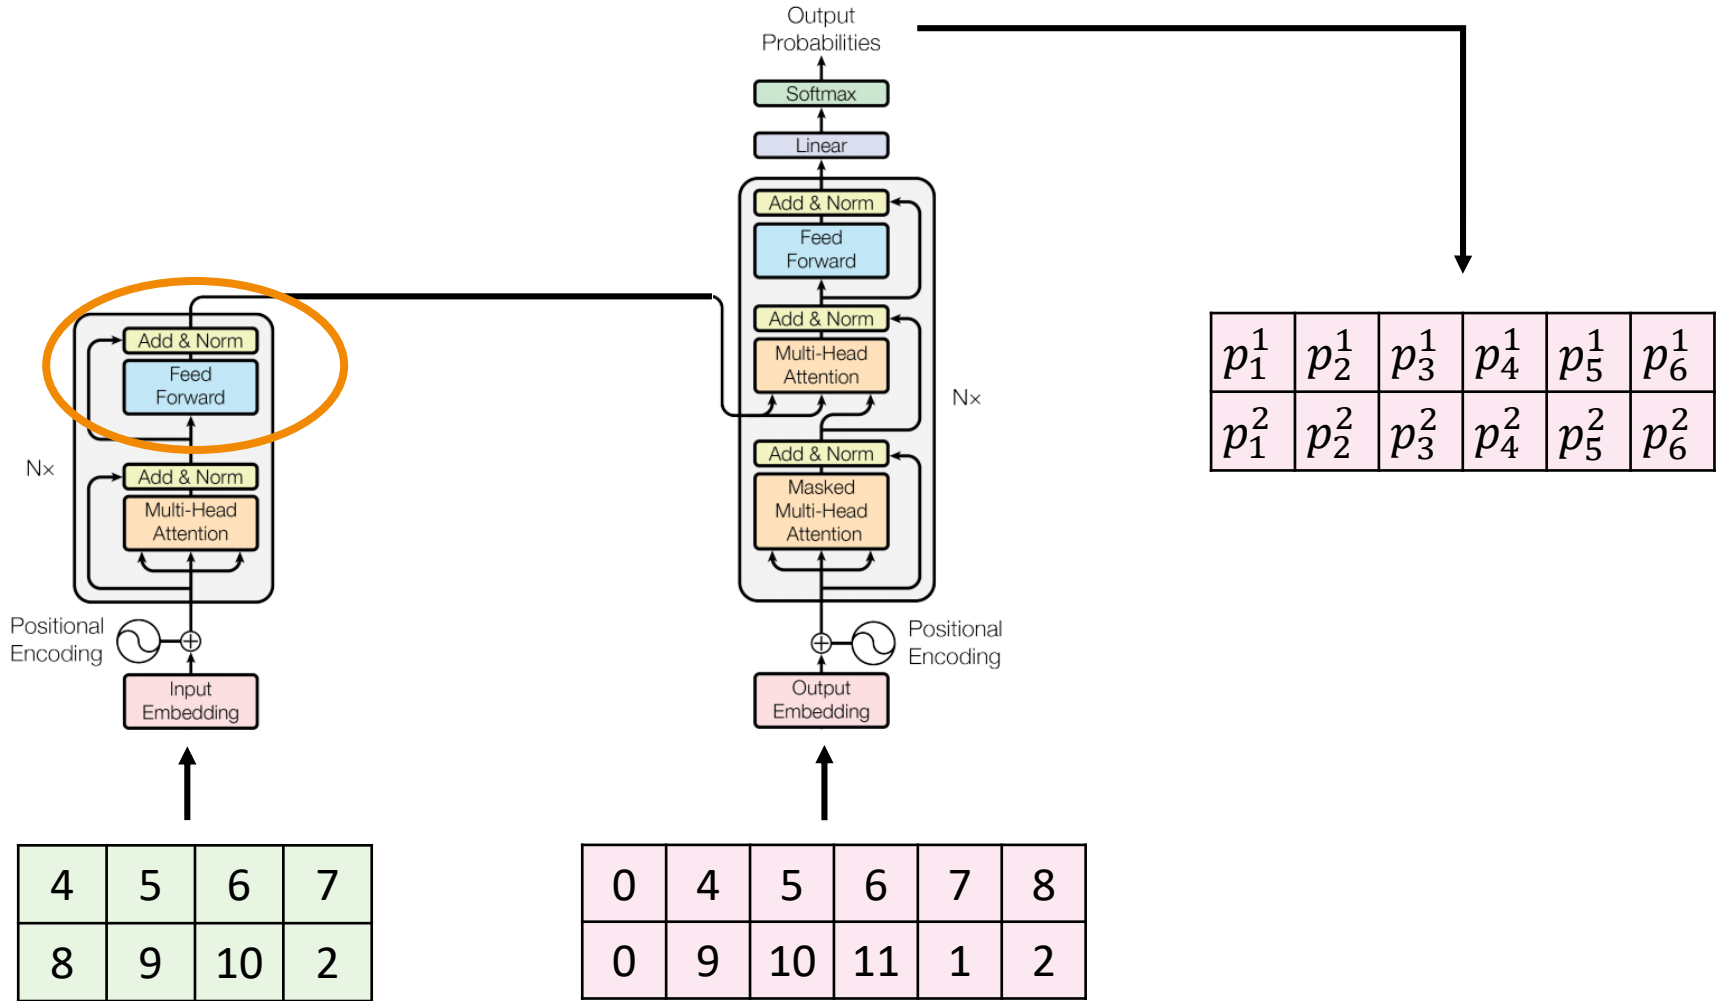 Output
Probabilities
Softmax
Linear
Add & Norm
Feed
Forward
Add & Norm
Multi-Head
Attention
Add & Norm
Masked
Multi-Head
Attention
N×
Positional
Encoding
Output
Embedding
Add & Norm
Feed
Forward
Add & Norm
Multi-Head
Attention
N×
Positional
Encoding
Input
Embedding
4 5 6 7
8 9 10 2
0 4 5 6 7 8
0 9 10 11 1 2
p₁¹ p₂¹ p₃¹ p₄¹ p₅¹ p₆¹
p₁² p₂² p₃² p₄² p₅² p₆²